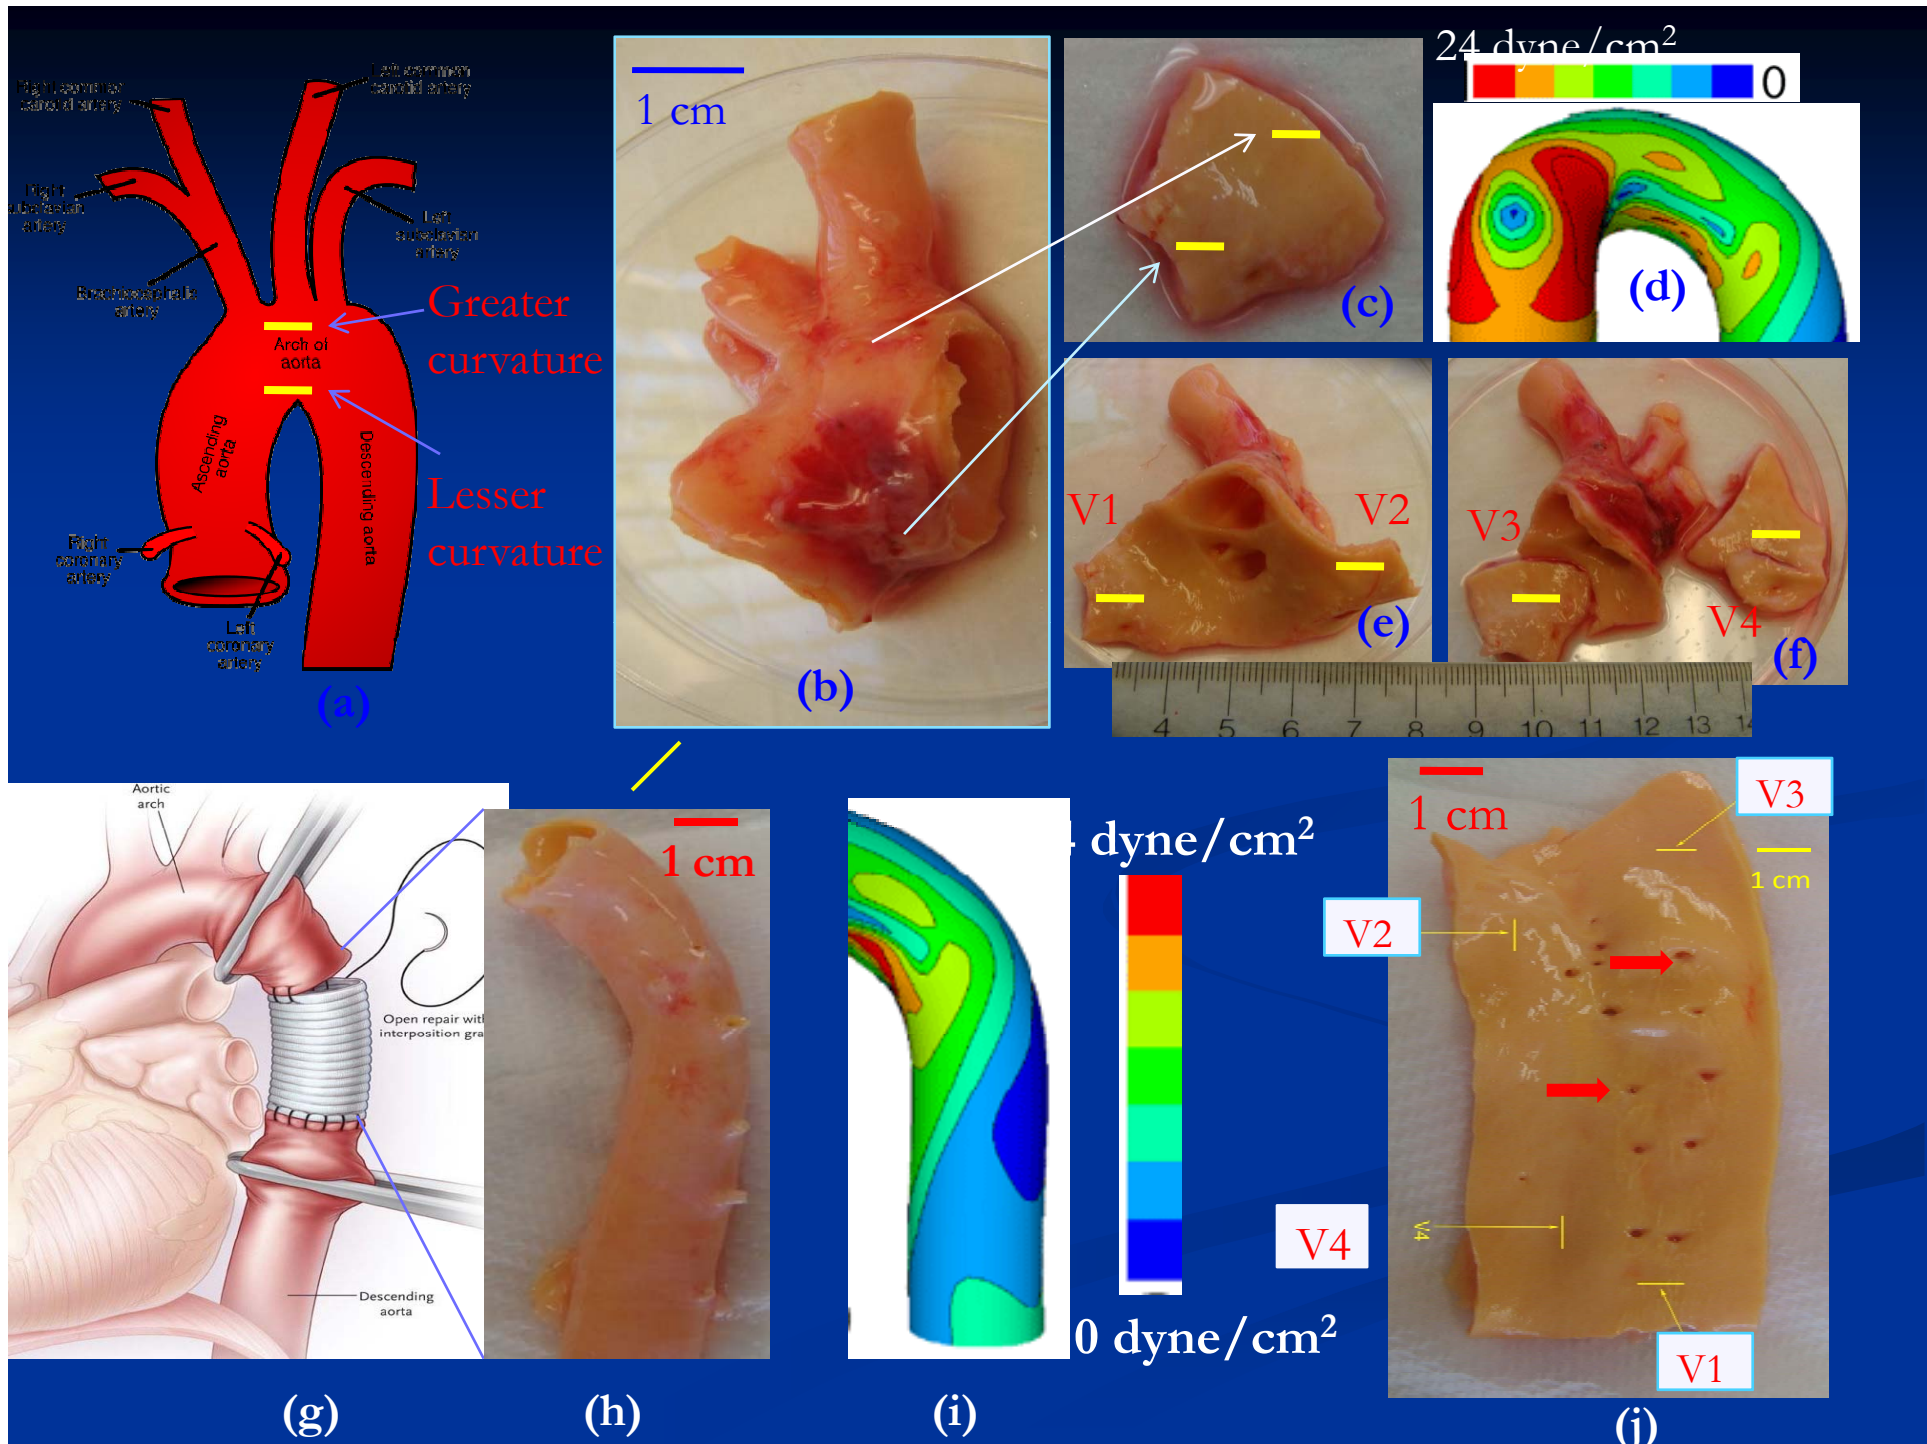 Right common
carotid artery
Left common
carotid artery
Right
subclavian
artery
Left
subclavian
artery
Brachiocephalic
artery
Greater
curvature
Arch of
aorta
Ascending
aorta
Descending aorta
Lesser
curvature
Right
coronary
artery
Left
coronary
artery
(a)
1 cm
(b)
(c)
24 dyne/cm²
0
(d)
V1
V2
(e)
V3
V4
(f)
4 5 6 7 8 9 10 11 12 13
Aortic
arch
Open repair with
interposition
Descending
aorta
(g)
1 cm
(h)
dyne/cm²
0 dyne/cm²
(i)
1 cm
V3
1 cm
V2
V4
V4
V1
(j)